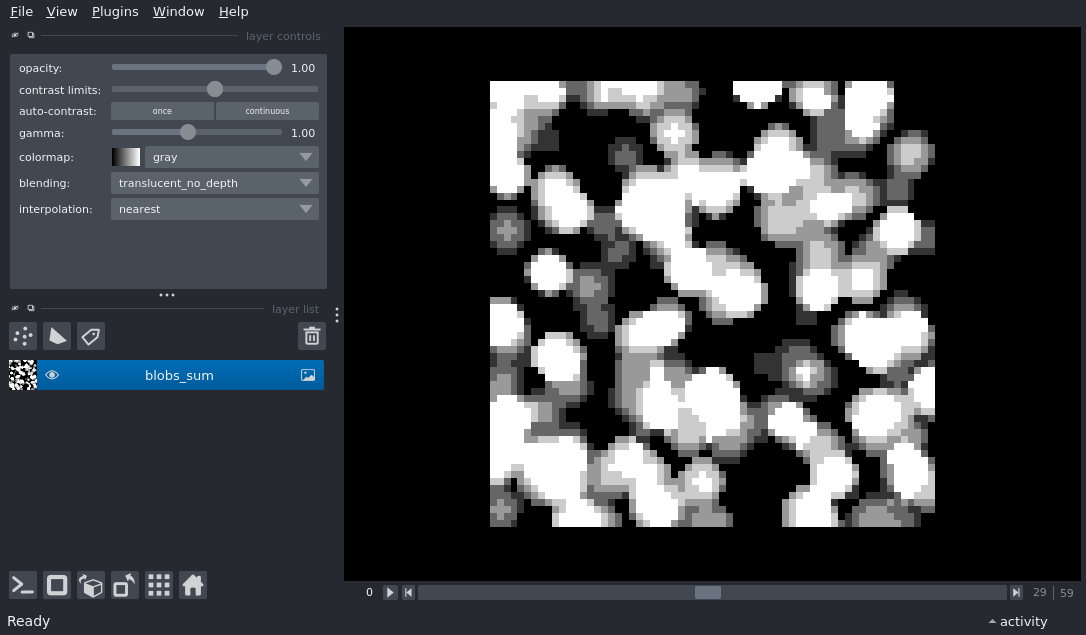 File View Plugins Window Help
layer controls
opacity: 1.00
contrast limits:
auto-contrast: once continuous
gamma: 1.00
colormap: gray
blending: translucent_no_depth
interpolation: nearest
layer list
blobs_sum
0 29 59
Ready activity